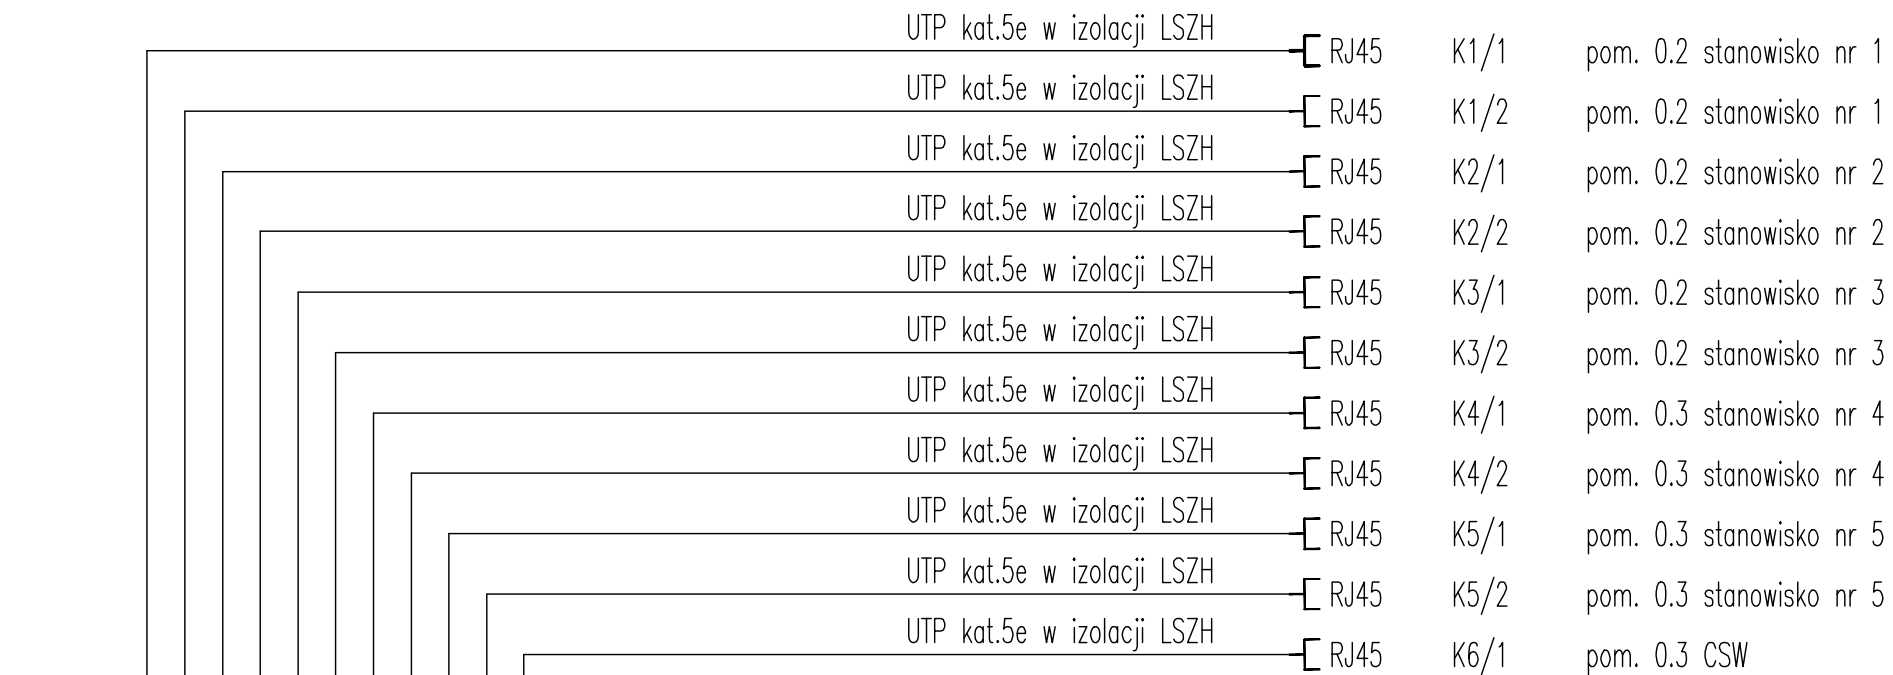 UTP kat.5e w izolacji LSZH
RJ45 K1/1 pom. 0.2 stanowisko nr 1
UTP kat.5e w izolacji LSZH
RJ45 K1/2 pom. 0.2 stanowisko nr 1
UTP kat.5e w izolacji LSZH
RJ45 K2/1 pom. 0.2 stanowisko nr 2
UTP kat.5e w izolacji LSZH
RJ45 K2/2 pom. 0.2 stanowisko nr 2
UTP kat.5e w izolacji LSZH
RJ45 K3/1 pom. 0.2 stanowisko nr 3
UTP kat.5e w izolacji LSZH
RJ45 K3/2 pom. 0.2 stanowisko nr 3
UTP kat.5e w izolacji LSZH
RJ45 K4/1 pom. 0.3 stanowisko nr 4
UTP kat.5e w izolacji LSZH
RJ45 K4/2 pom. 0.3 stanowisko nr 4
UTP kat.5e w izolacji LSZH
RJ45 K5/1 pom. 0.3 stanowisko nr 5
UTP kat.5e w izolacji LSZH
RJ45 K5/2 pom. 0.3 stanowisko nr 5
UTP kat.5e w izolacji LSZH
RJ45 K6/1 pom. 0.3 CSW